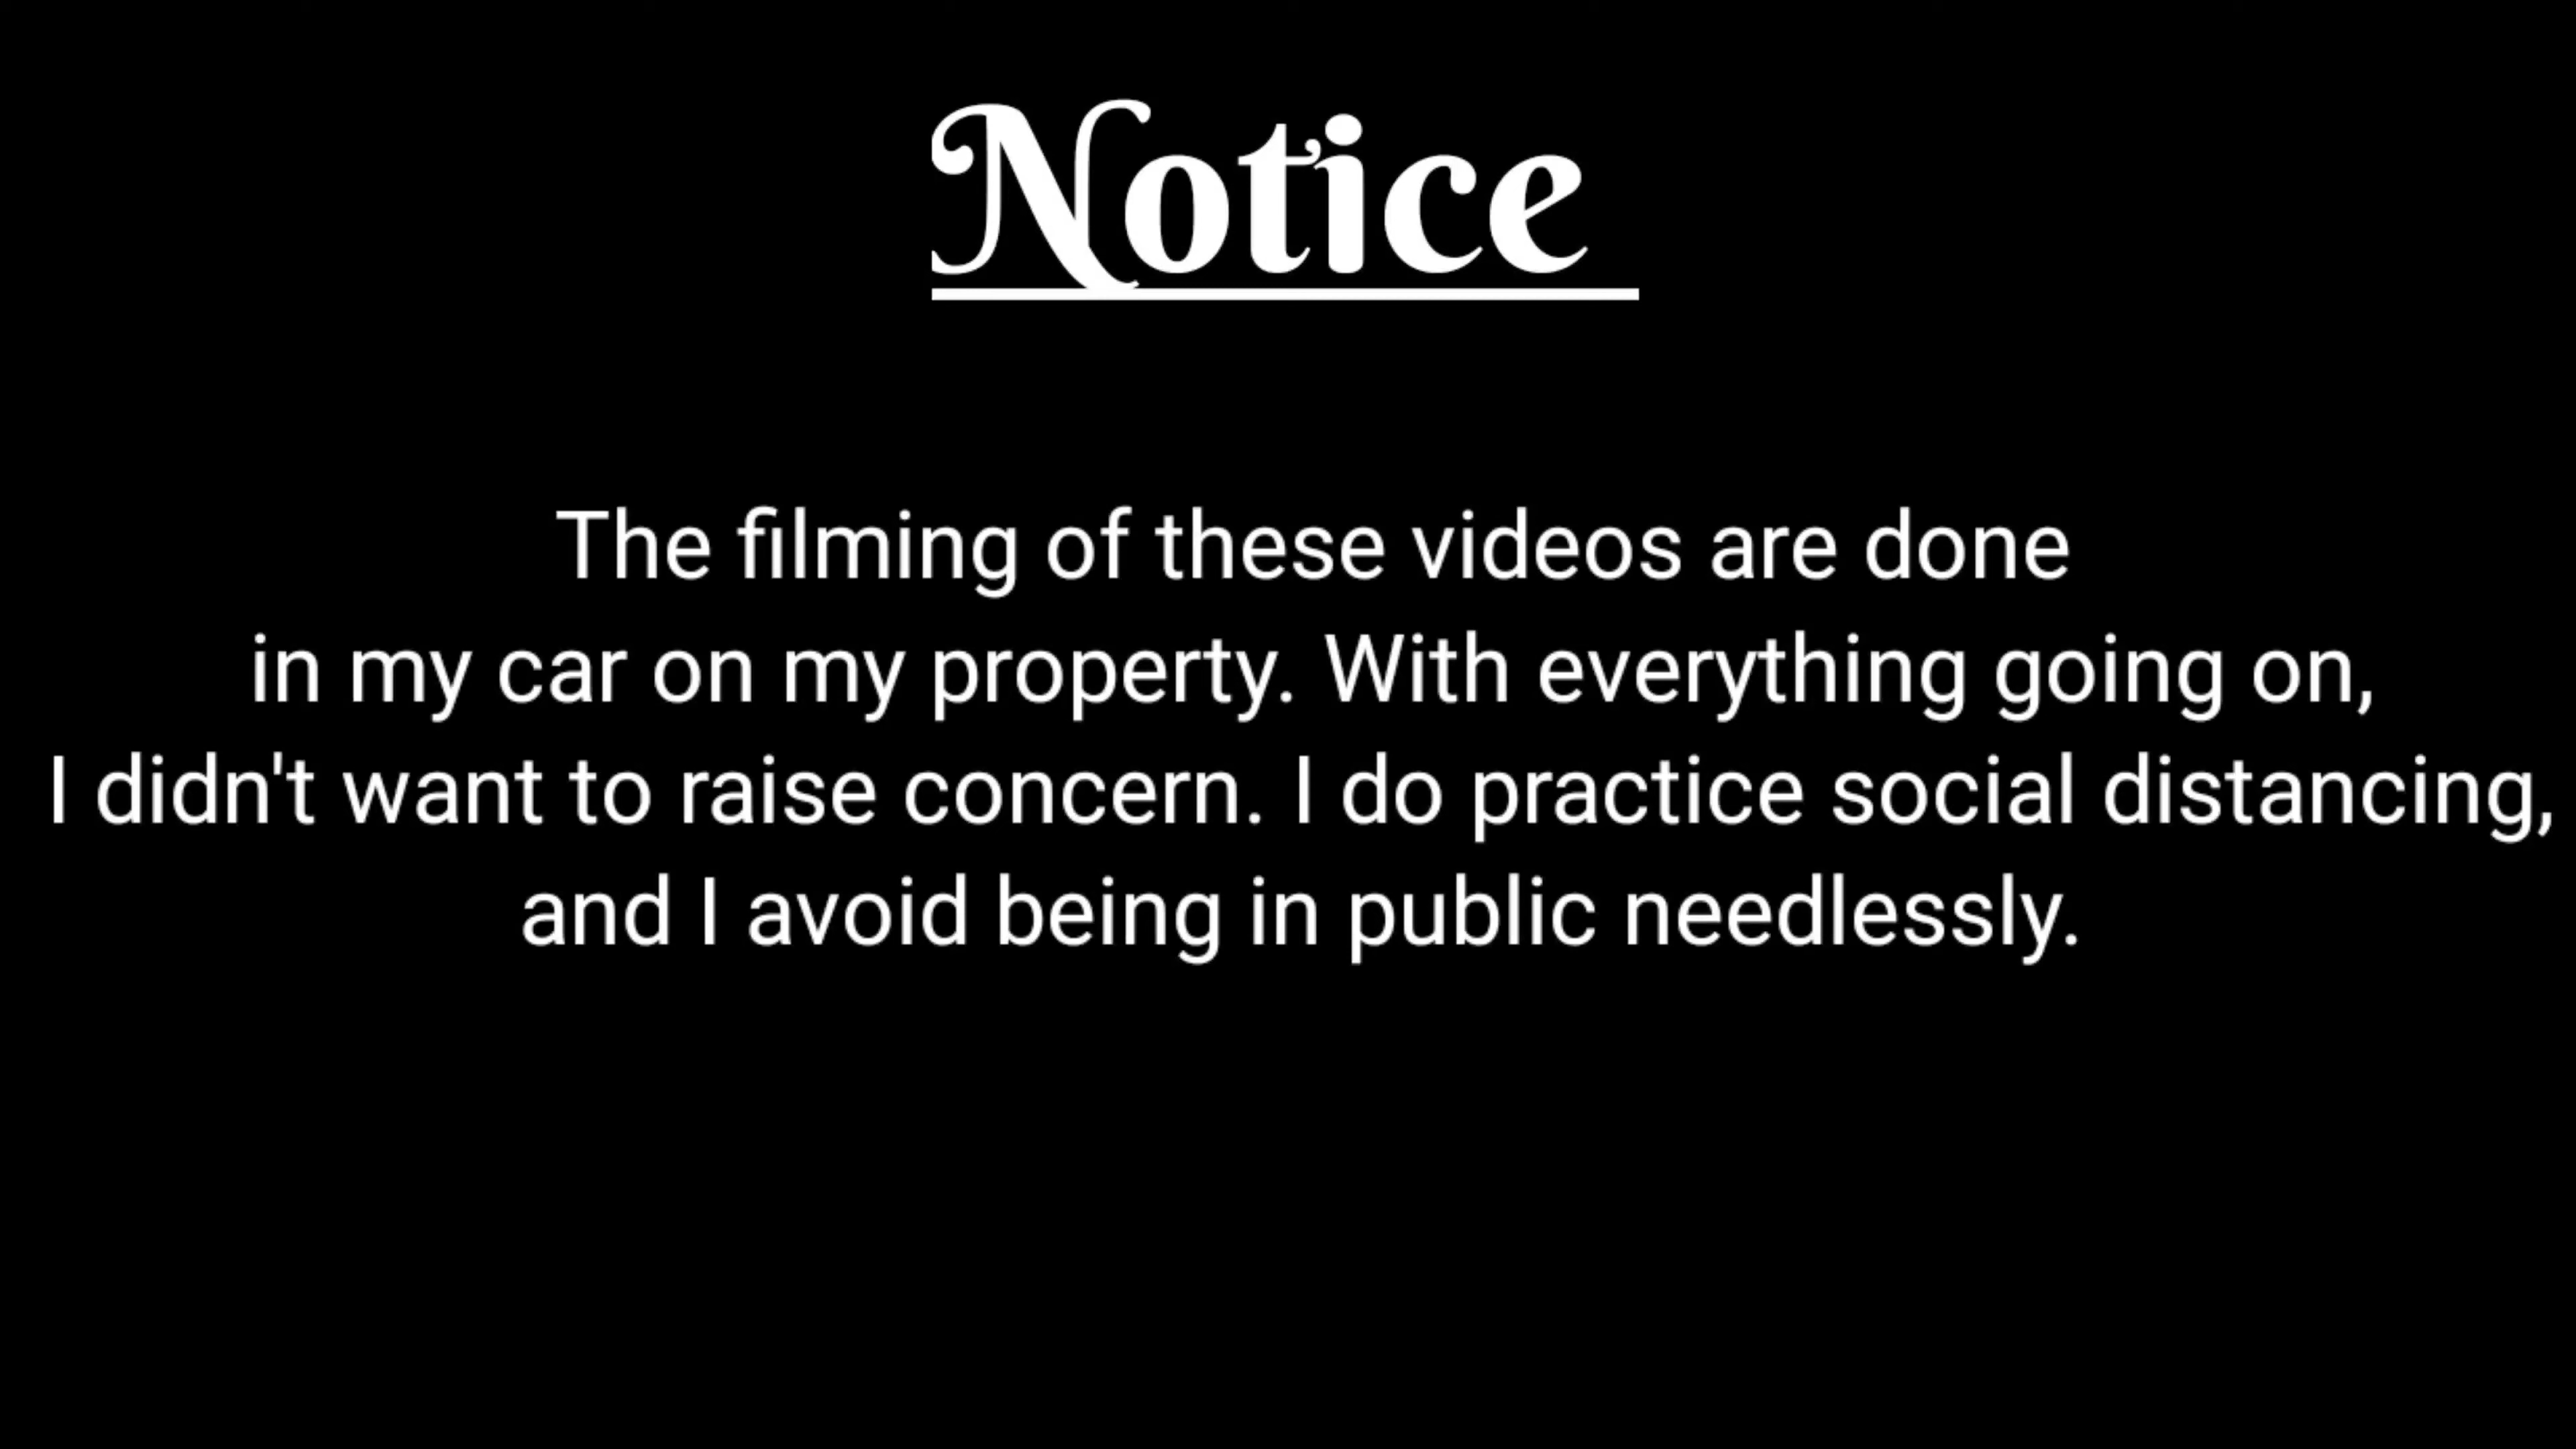 Notice
The filming of these videos are done
in my car on my property. With everything going on,
I didn't want to raise concern. I do practice social distancing,
and I avoid being in public needlessly.